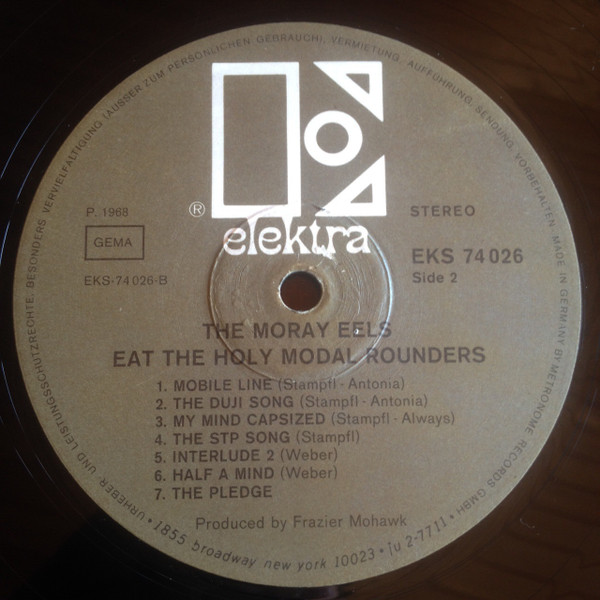 URHEBER- UND LEISTUNGSSCHUTZRECHTE, BESONDERS VERVIELFÄLTIGUNG (AUSSER ZUM PERSÖNLICHEN GEBRAUCH), VERMIETUNG, AUFFÜHRUNG, SENDUNG, VORBEHALTEN · MADE IN GERMANY BY METRONOME RECORDS GMBH
®
elektra
P. 1968
STEREO
GEMA
EKS 74 026
EKS-74 026-B
Side 2
THE MORAY EELS
EAT THE HOLY MODAL ROUNDERS
1. MOBILE LINE (Stampfl - Antonia)
2. THE DUJI SONG (Stampfl - Antonia)
3. MY MIND CAPSIZED (Stampfl - Always)
4. THE STP SONG (Stampfl)
5. INTERLUDE 2 (Weber)
6. HALF A MIND (Weber)
7. THE PLEDGE
Produced by Frazier Mohawk
· 1855 broadway new york 10023 · ju 2-7711 ·